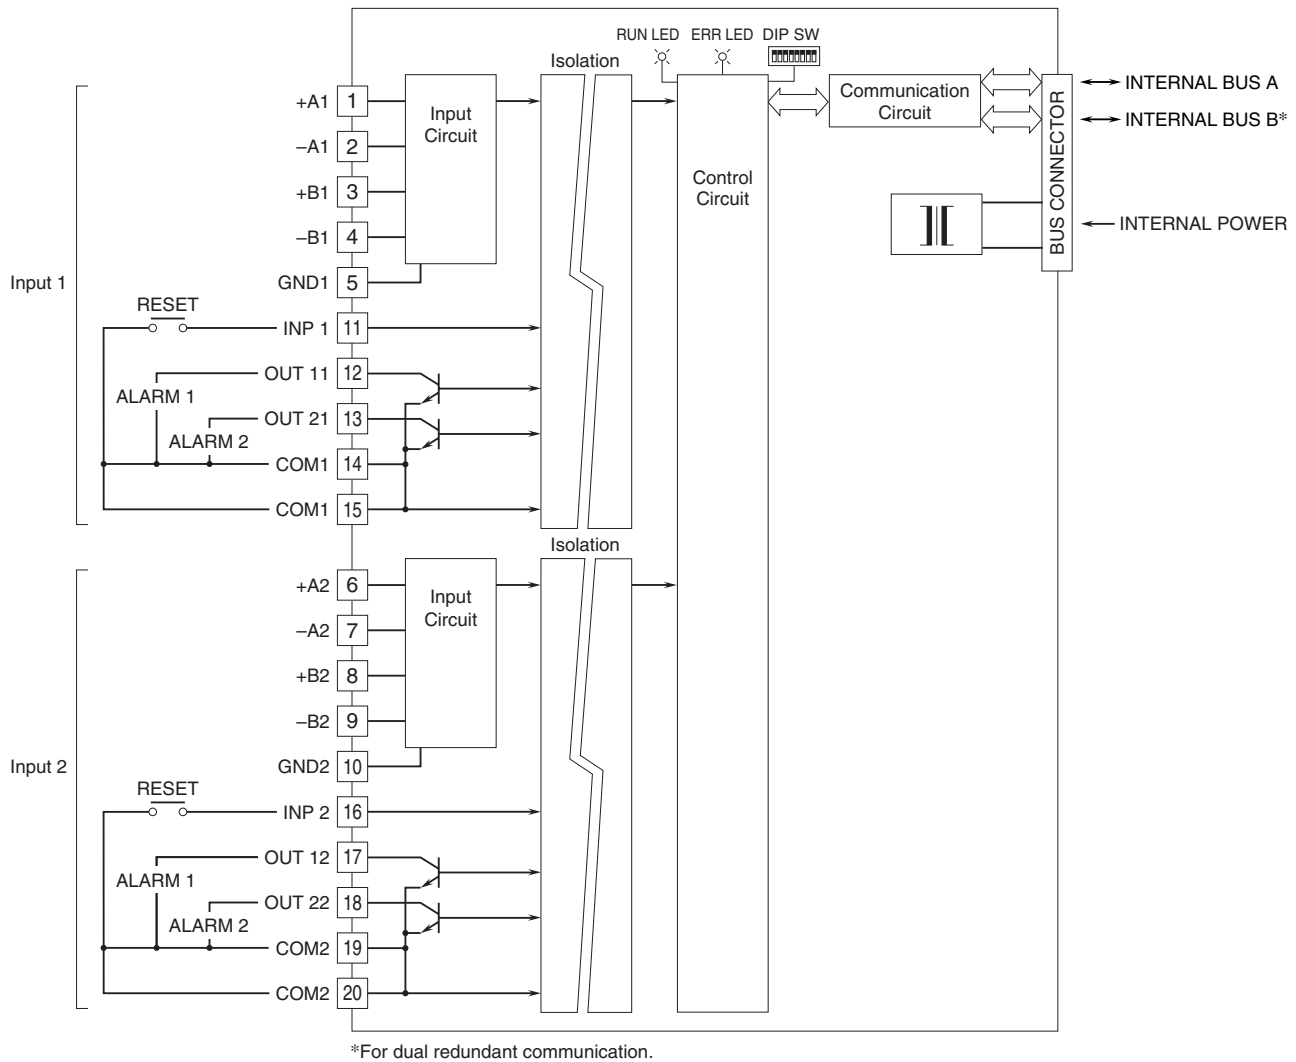 RUN LED ERR LED DIP SW
Isolation
+A1 1
Input
Circuit
Communication
Circuit
INTERNAL BUS A
INTERNAL BUS B*
BUS CONNECTOR
–A1 2
+B1 3
Control
Circuit
–B1 4
INTERNAL POWER
Input 1
GND1 5
RESET
INP 1 11
OUT 11 12
ALARM 1
OUT 21 13
ALARM 2
COM1 14
COM1 15
Isolation
+A2 6
Input
Circuit
–A2 7
+B2 8
–B2 9
Input 2
GND2 10
RESET
INP 2 16
OUT 12 17
ALARM 1
OUT 22 18
ALARM 2
COM2 19
COM2 20
*For dual redundant communication.